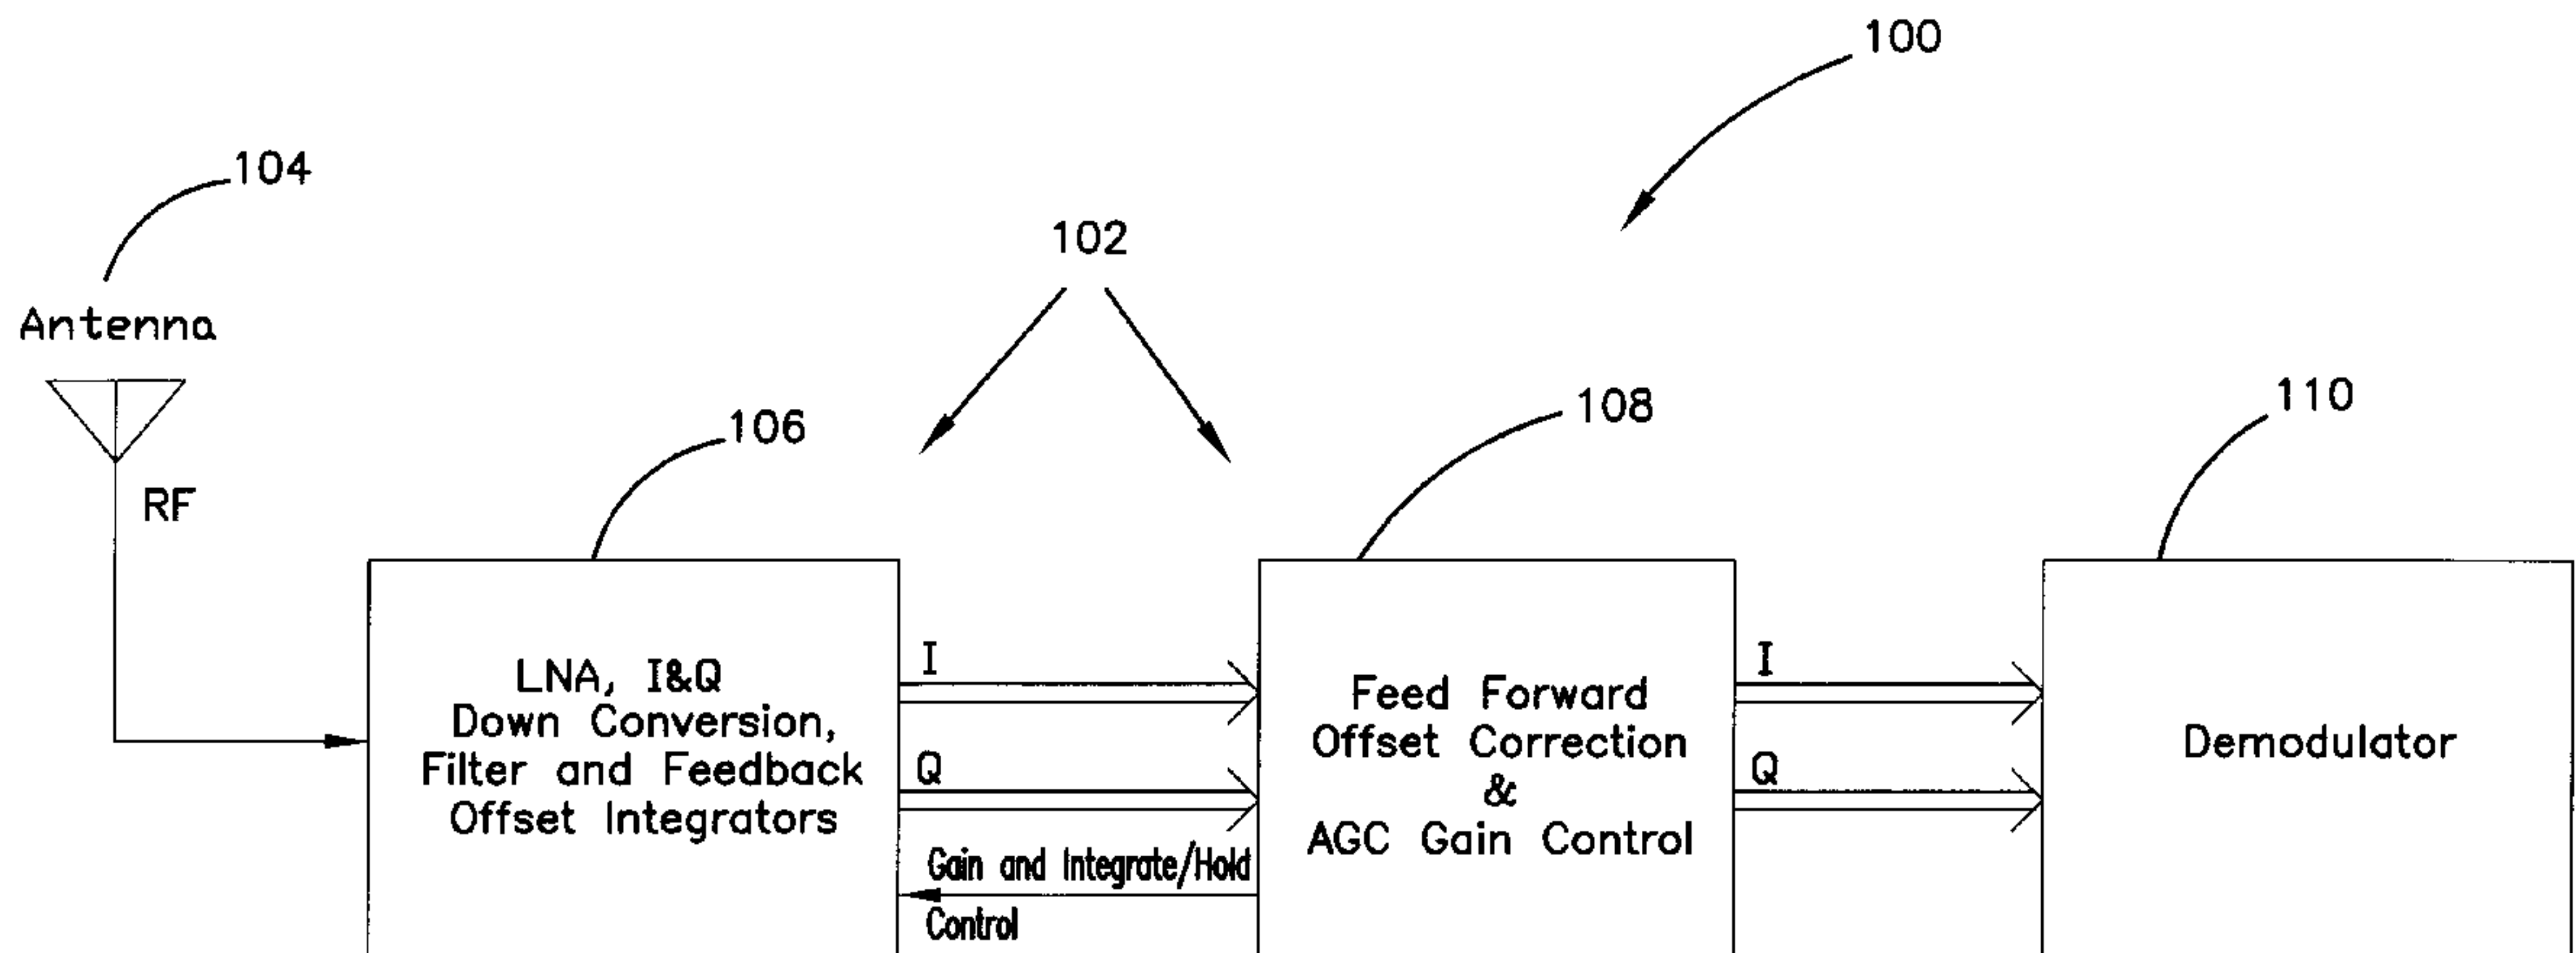 100
104
102
Antenna
106
108
110
RF
LNA, I&Q
Down Conversion,
Filter and Feedback
Offset Integrators
I
Q
Gain and Integrate/Hold
Control
Feed Forward
Offset Correction
&
AGC Gain Control
I
Q
Demodulator